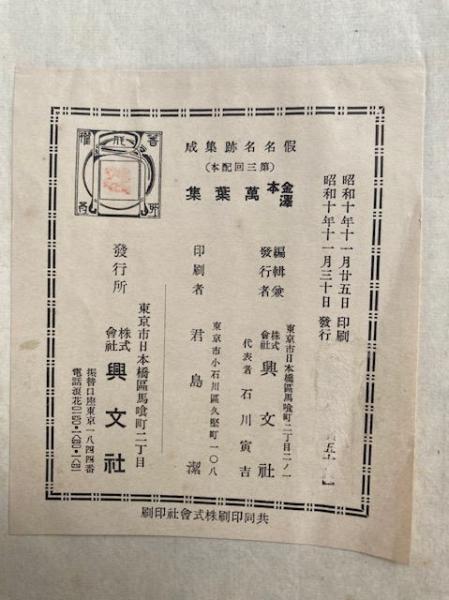 昭和十年十一月廿五日印刷
昭和十年十一月三十日發行
假名名跡集成
(第三回配本)
金澤本 萬葉集
編輯兼發行者
東京市日本橋區馬喰町二丁目二ノ一
株式會社 興文社
代表者 石川寅吉
印刷者
東京市小石川區久堅町一〇八
君島潔
發行所
東京市日本橋區馬喰町二丁目
株式會社 興文社
振替口座東京一八四四番
共同印刷株式會社印刷